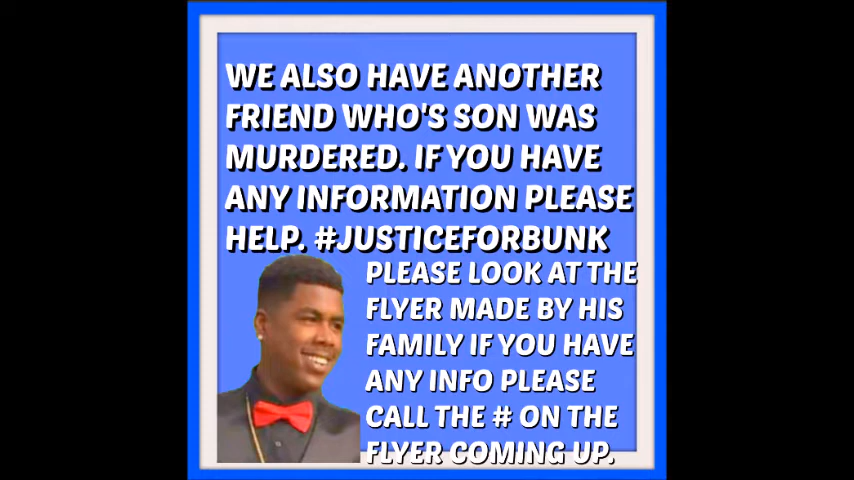 WE ALSO HAVE ANOTHER
FRIEND WHO'S SON WAS
MURDERED. IF YOU HAVE
ANY INFORMATION PLEASE
HELP. #JUSTICEFORBUNK
PLEASE LOOK AT THE
FLYER MADE BY HIS
FAMILY IF YOU HAVE
ANY INFO PLEASE
CALL THE # ON THE
FLYER COMING UP.